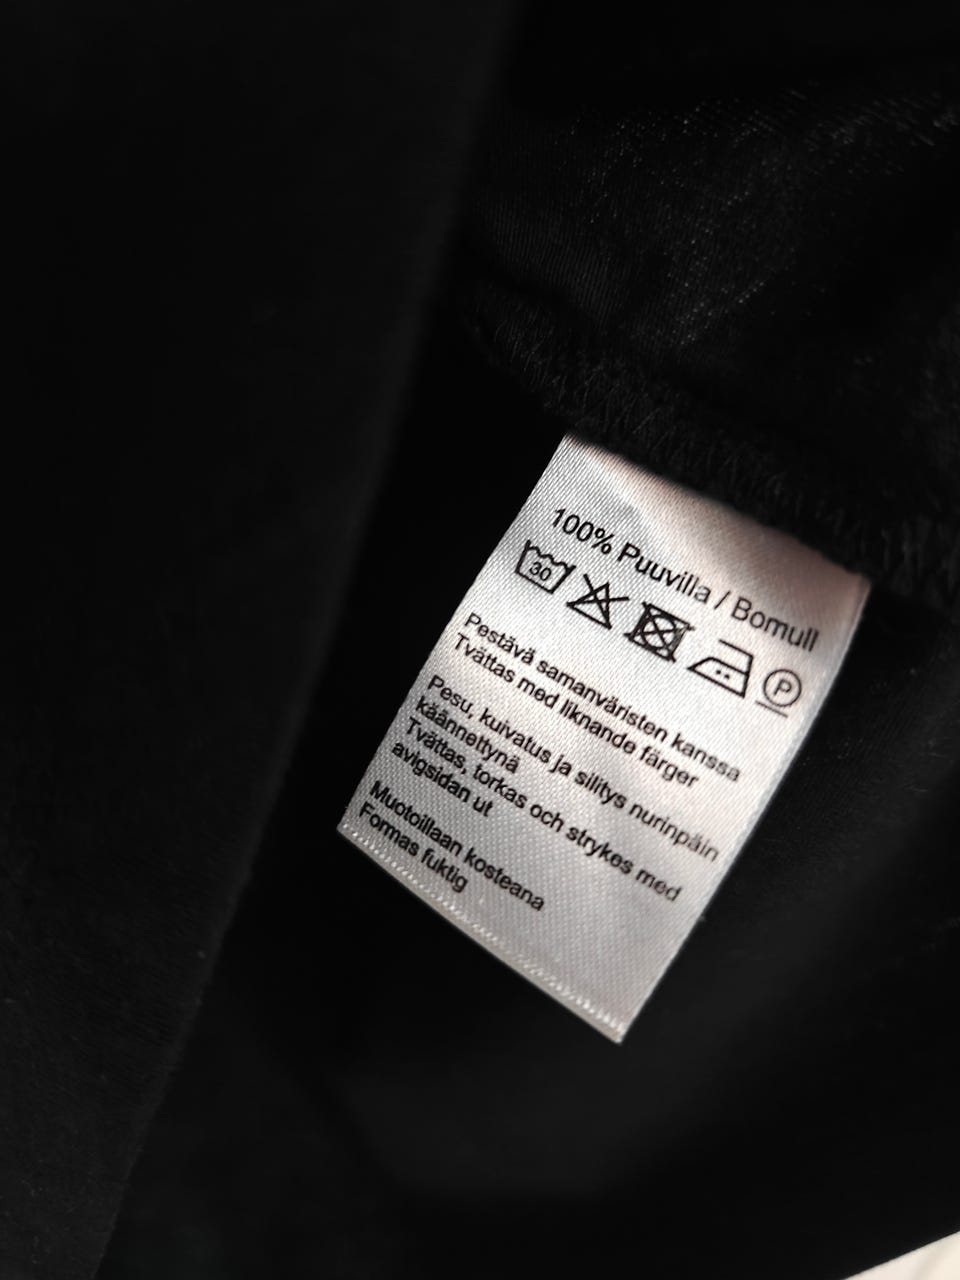 100% Puuvilla / Bomull
30
P
Pestävä samanväristen kanssa
Tvättas med liknande färger
Pesu, kuivatus ja silitys nurinpäin
käännettynä
Tvättas, torkas och strykes med
avigsidan ut
Muotoillaan kosteana
Formas fuktig